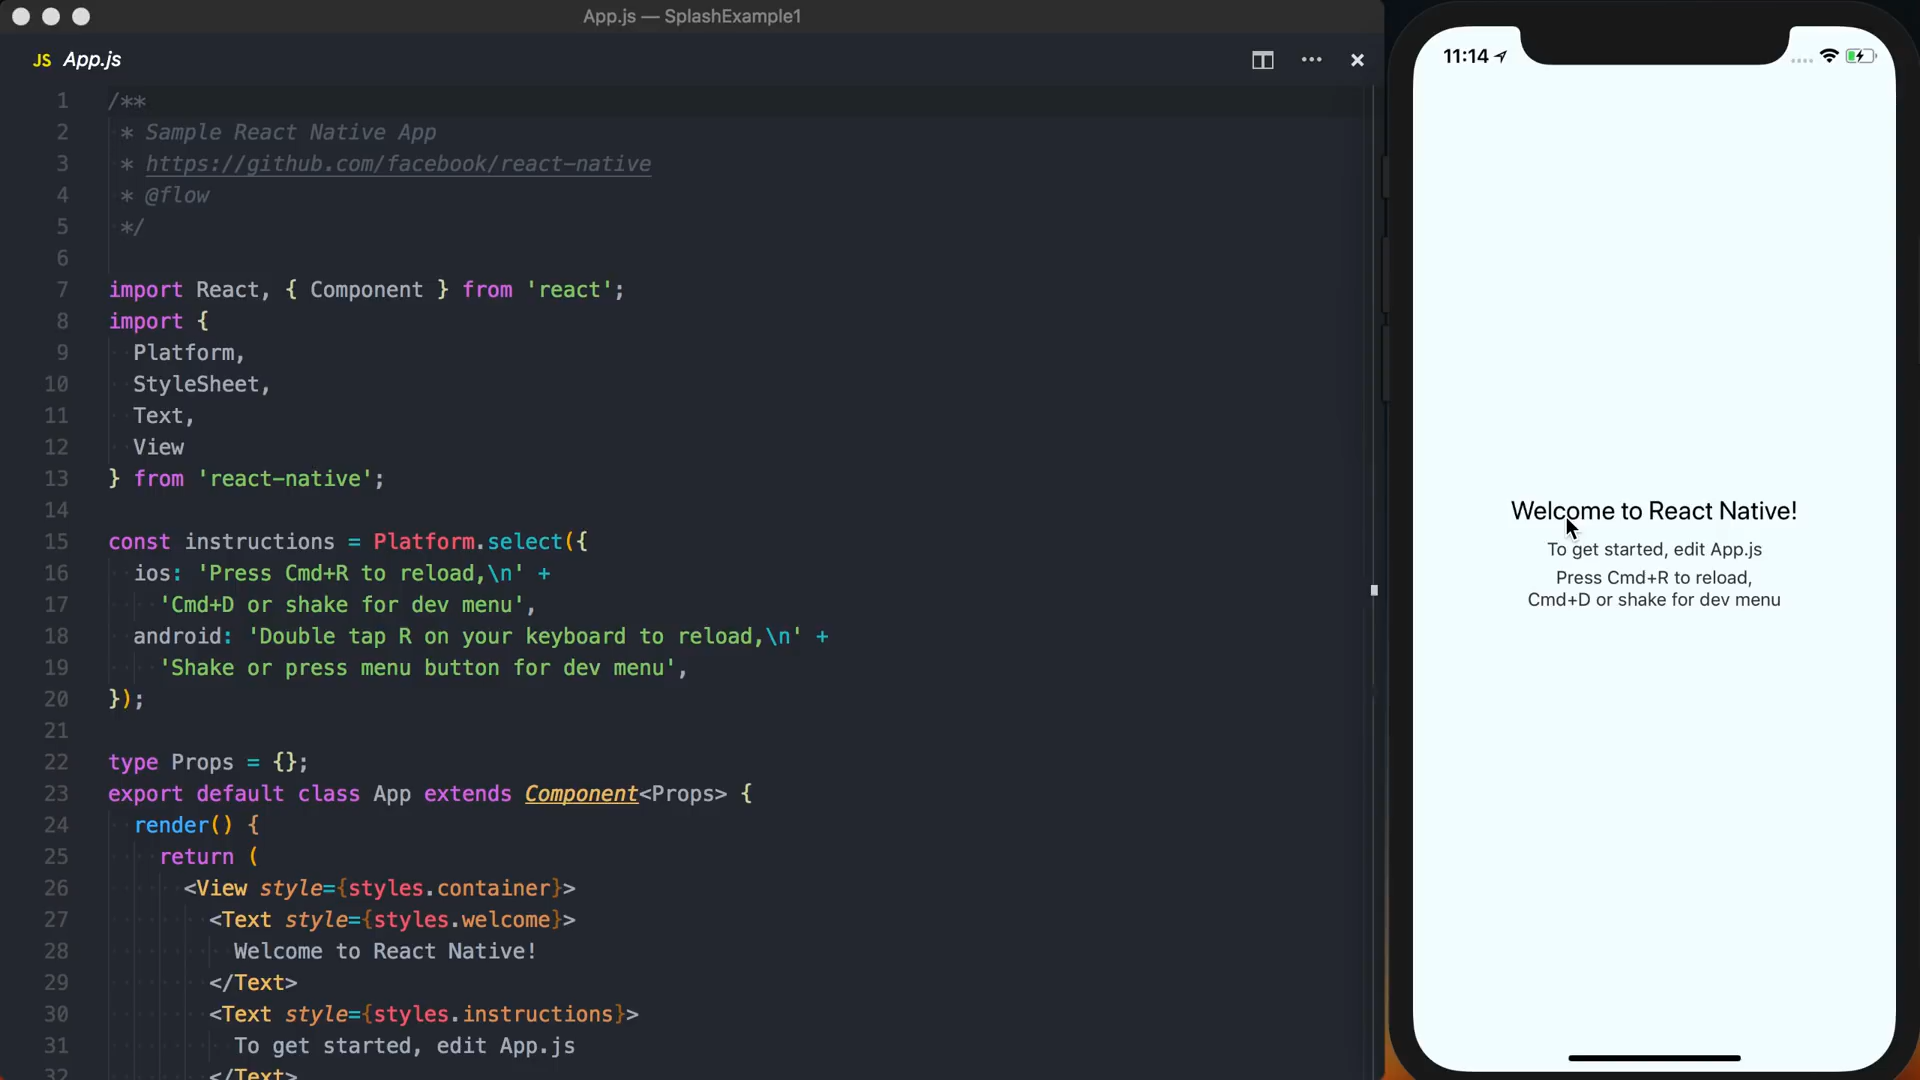 App.js — SplashExample1
JS App.js
1 /**
2 * Sample React Native App
3 * https://github.com/facebook/react-native
4 * @flow
5 */
6
7 import React, { Component } from 'react';
8 import {
9 Platform,
10 StyleSheet,
11 Text,
12 View
13 } from 'react-native';
14
15 const instructions = Platform.select({
16 ios: 'Press Cmd+R to reload,\n' +
17 'Cmd+D or shake for dev menu',
18 android: 'Double tap R on your keyboard to reload,\n' +
19 'Shake or press menu button for dev menu',
20 });
21
22 type Props = {};
23 export default class App extends Component<Props> {
24 render() {
25 return (
26 <View style={styles.container}>
27 <Text style={styles.welcome}>
28 Welcome to React Native!
29 </Text>
30 <Text style={styles.instructions}>
31 To get started, edit App.js
32 </Text>
11:14
Welcome to React Native!
To get started, edit App.js
Press Cmd+R to reload,
Cmd+D or shake for dev menu